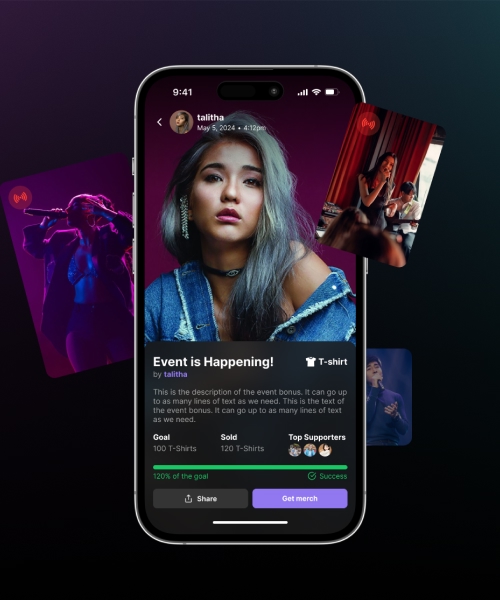 9:41
talitha
May 5, 2024 • 4:12pm
Event is Happening!
T-shirt
by talitha
This is the description of the event bonus. It can go up
to as many lines of text as we need. This is the text of
the event bonus. It can go up to as many lines of text
as we need.
Goal
Sold
Top Supporters
100 T-Shirts
120 T-Shirts
120% of the goal
Success
Share
Get merch